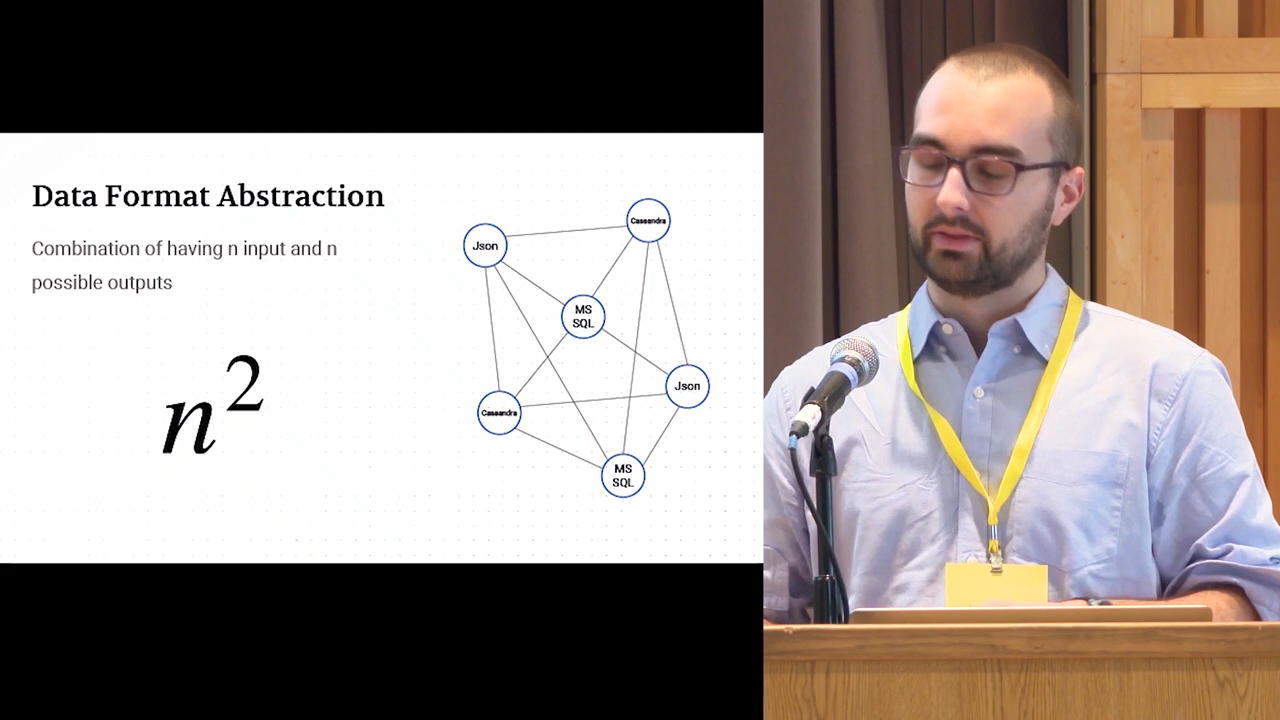 Data Format Abstraction
Combination of having n input and n
possible outputs
n²
Json
Cassandra
MS
SQL
Json
Cassandra
MS
SQL